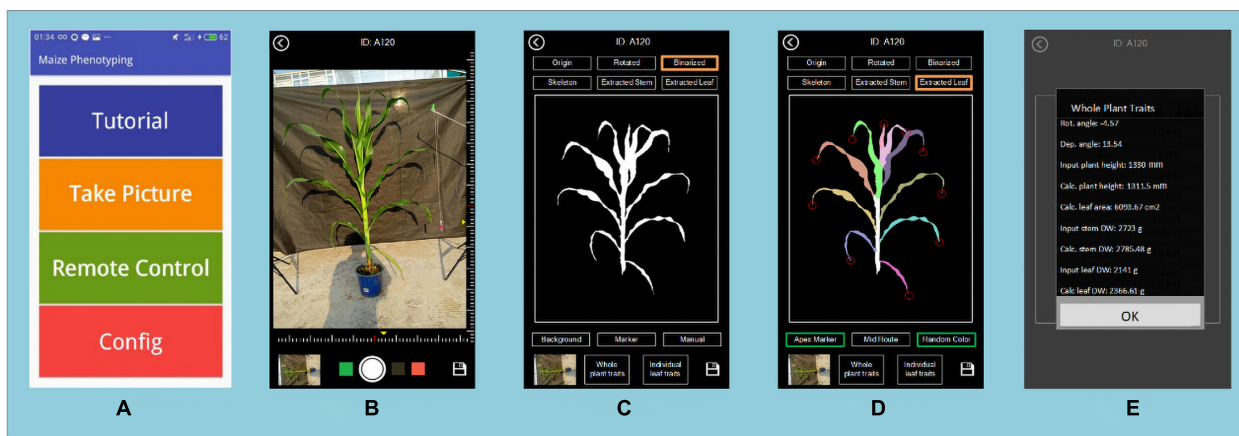 01:34
62
Maize Phenotyping
Tutorial
Take Picture
Remote Control
Config
A
ID: A120
B
ID: A120
Origin Rotated Binarized
Skeleton Extracted Stem Extracted Leaf
Background Marker Manual
Whole plant traits
Individual leaf traits
C
ID: A120
Origin Rotated Binarized
Skeleton Extracted Stem Extracted Leaf
Apex Marker Mid Route Random Color
Whole plant traits
Individual leaf traits
D
ID: A120
Whole Plant Traits
Rot. angle: -4.57
Dep. angle: 13.54
Input plant height: 1330 mm
Calc. plant height: 1311.5 mm
Calc. leaf area: 6093.67 cm2
Input stem DW: 2723 g
Calc. stem DW: 2785.48 g
Input leaf DW: 2141 g
Calc leaf DW: 2366.61 g
OK
E